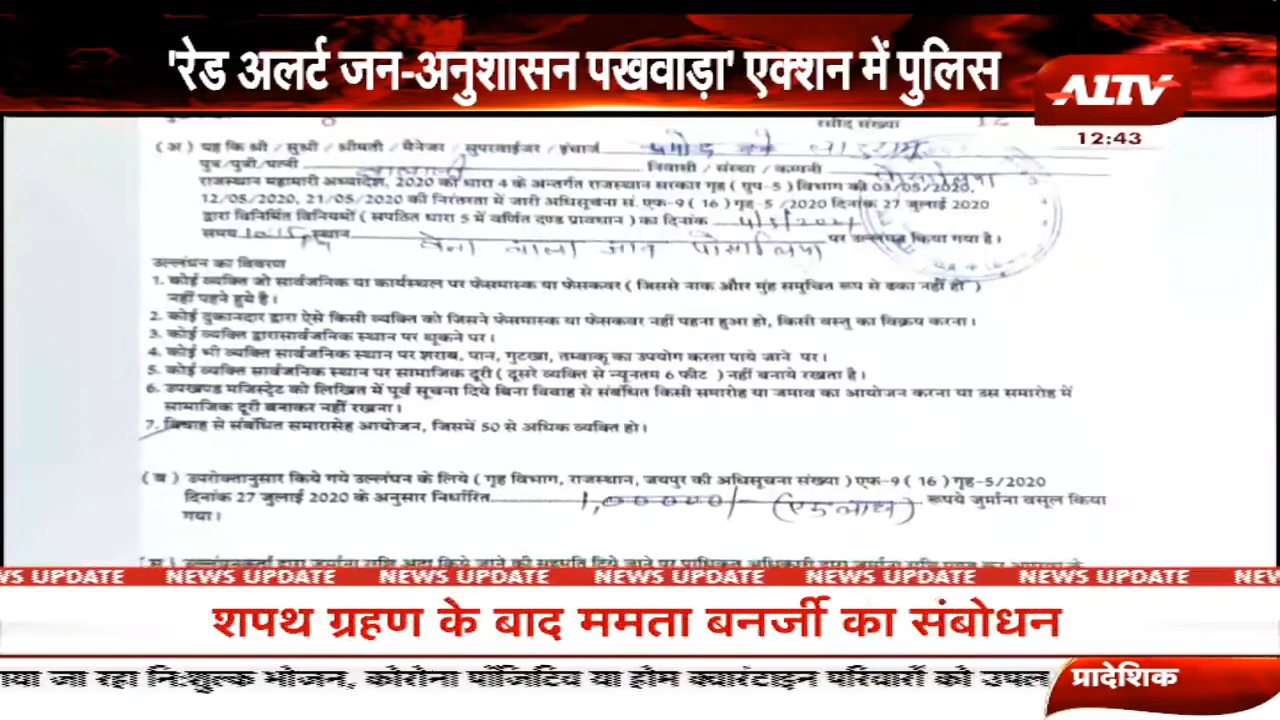 'रेड अलर्ट जन-अनुशासन पखवाड़ा' एक्शन में पुलिस
ALTV
12:43
रसीद संख्या 12
( अ ) यह कि श्री / सुश्री / श्रीमती / मैनेजर / सुपरवाईजर / इंचार्ज
पुत्र/पुत्री/पत्नी निवासी / संस्था / कम्पनी
राजस्थान महामारी अध्यादेश, 2020 की धारा 4 के अन्तर्गत राजस्थान सरकार गृह ( ग्रुप-5 ) विभाग की 03/05/2020,
12/05/2020, 21/05/2020 की निरंतरता में जारी अधिसूचना सं. एफ-9 ( 16 ) गृह-5 /2020 दिनांक 27 जुलाई 2020
द्वारा विनिर्मित विनियमों ( सपठित धारा 5 में वर्णित दण्ड प्रावधान ) का दिनांक 4/5/2021
समय 10:15 स्थान पर उल्लंघन किया गया है।
उल्लंघन का विवरण
1. कोई व्यक्ति जो सार्वजनिक या कार्यस्थल पर फेसमास्क या फेसकवर ( जिससे नाक और मुंह समुचित रूप से ढका नहीं हो )
नहीं पहने हुये है।
2. कोई दुकानदार द्वारा ऐसे किसी व्यक्ति को जिसने फेसमास्क या फेसकवर नहीं पहना हुआ हो, किसी वस्तु का विक्रय करना।
3. कोई व्यक्ति द्वारासार्वजनिक स्थान पर थूकने पर।
4. कोई भी व्यक्ति सार्वजनिक स्थान पर शराब, पान, गुटखा, तम्बाकू का उपयोग करता पाये जाने पर।
5. कोई व्यक्ति सार्वजनिक स्थान पर सामाजिक दूरी ( दूसरे व्यक्ति से न्यूनतम 6 फीट ) नहीं बनाये रखता है।
6. उपखण्ड मजिस्ट्रेट को लिखित में पूर्व सूचना दिये बिना विवाह से संबंधित किसी समारोह या जमाव का आयोजन करना या उस समारोह में
सामाजिक दूरी बनाकर नहीं रखना।
7. विवाह से संबंधित समारासेह आयोजन, जिसमें 50 से अधिक व्यक्ति हो।
( ब ) उपरोक्तानुसार किये गये उल्लंघन के लिये ( गृह विभाग, राजस्थान, जयपुर की अधिसूचना संख्या ) एफ-9 ( 16 ) गृह-5/2020
दिनांक 27 जुलाई 2020 के अनुसार निर्धारित 1,00000/- (एक लाख) रूपये जुर्माना वसूल किया
गया।
NEWS UPDATE NEWS UPDATE NEWS UPDATE NEWS UPDATE NEWS UPDATE NEWS UPDATE NEW
शपथ ग्रहण के बाद ममता बनर्जी का संबोधन
जा रहा निःशुल्क भोजन, कोरोना पॉजिटिव या होम क्वारंटाइन परिवारों को उपल
प्रादेशिक